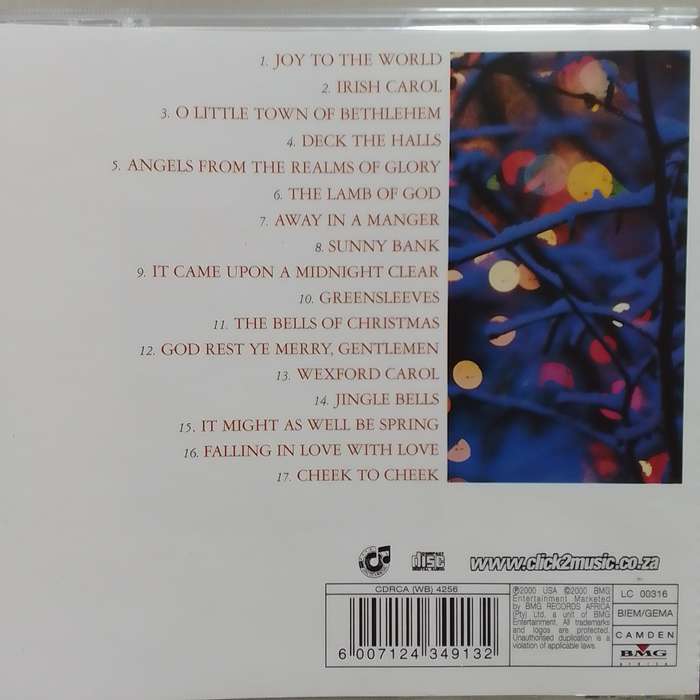 1. JOY TO THE WORLD
2. IRISH CAROL
3. O LITTLE TOWN OF BETHLEHEM
4. DECK THE HALLS
5. ANGELS FROM THE REALMS OF GLORY
6. THE LAMB OF GOD
7. AWAY IN A MANGER
8. SUNNY BANK
9. IT CAME UPON A MIDNIGHT CLEAR
10. GREENSLEEVES
11. THE BELLS OF CHRISTMAS
12. GOD REST YE MERRY, GENTLEMEN
13. WEXFORD CAROL
14. JINGLE BELLS
15. IT MIGHT AS WELL BE SPRING
16. FALLING IN LOVE WITH LOVE
17. CHEEK TO CHEEK
COMPACT
disc
DIGITAL AUDIO
www.click2music.co.za
CDRCA (WB) 4256
6 007124 349132
℗2000 USA ©2000 BMG
Entertainment Marketed
by BMG RECORDS AFRICA
(Pty) Ltd. a unit of BMG
Entertainment. All trademarks
and logos are protected.
Unauthorised duplication is a
violation of applicable laws.
LC 00316
BIEM/GEMA
CAMDEN
BMG
africa